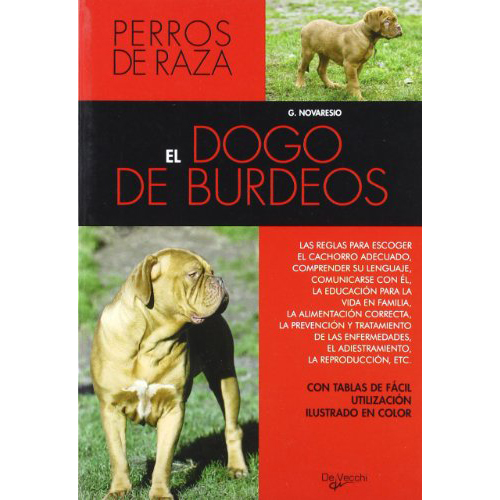 PERROS
DE RAZA
G. NOVARESIO
EL DOGO
DE BURDEOS
LAS REGLAS PARA ESCOGER
EL CACHORRO ADECUADO,
COMPRENDER SU LENGUAJE,
COMUNICARSE CON ÉL,
LA EDUCACIÓN PARA LA
VIDA EN FAMILIA,
LA ALIMENTACIÓN CORRECTA,
LA PREVENCIÓN Y TRATAMIENTO
DE LAS ENFERMEDADES,
EL ADIESTRAMIENTO,
LA REPRODUCCIÓN, ETC.
CON TABLAS DE FÁCIL
UTILIZACIÓN
ILUSTRADO EN COLOR
De Vecchi